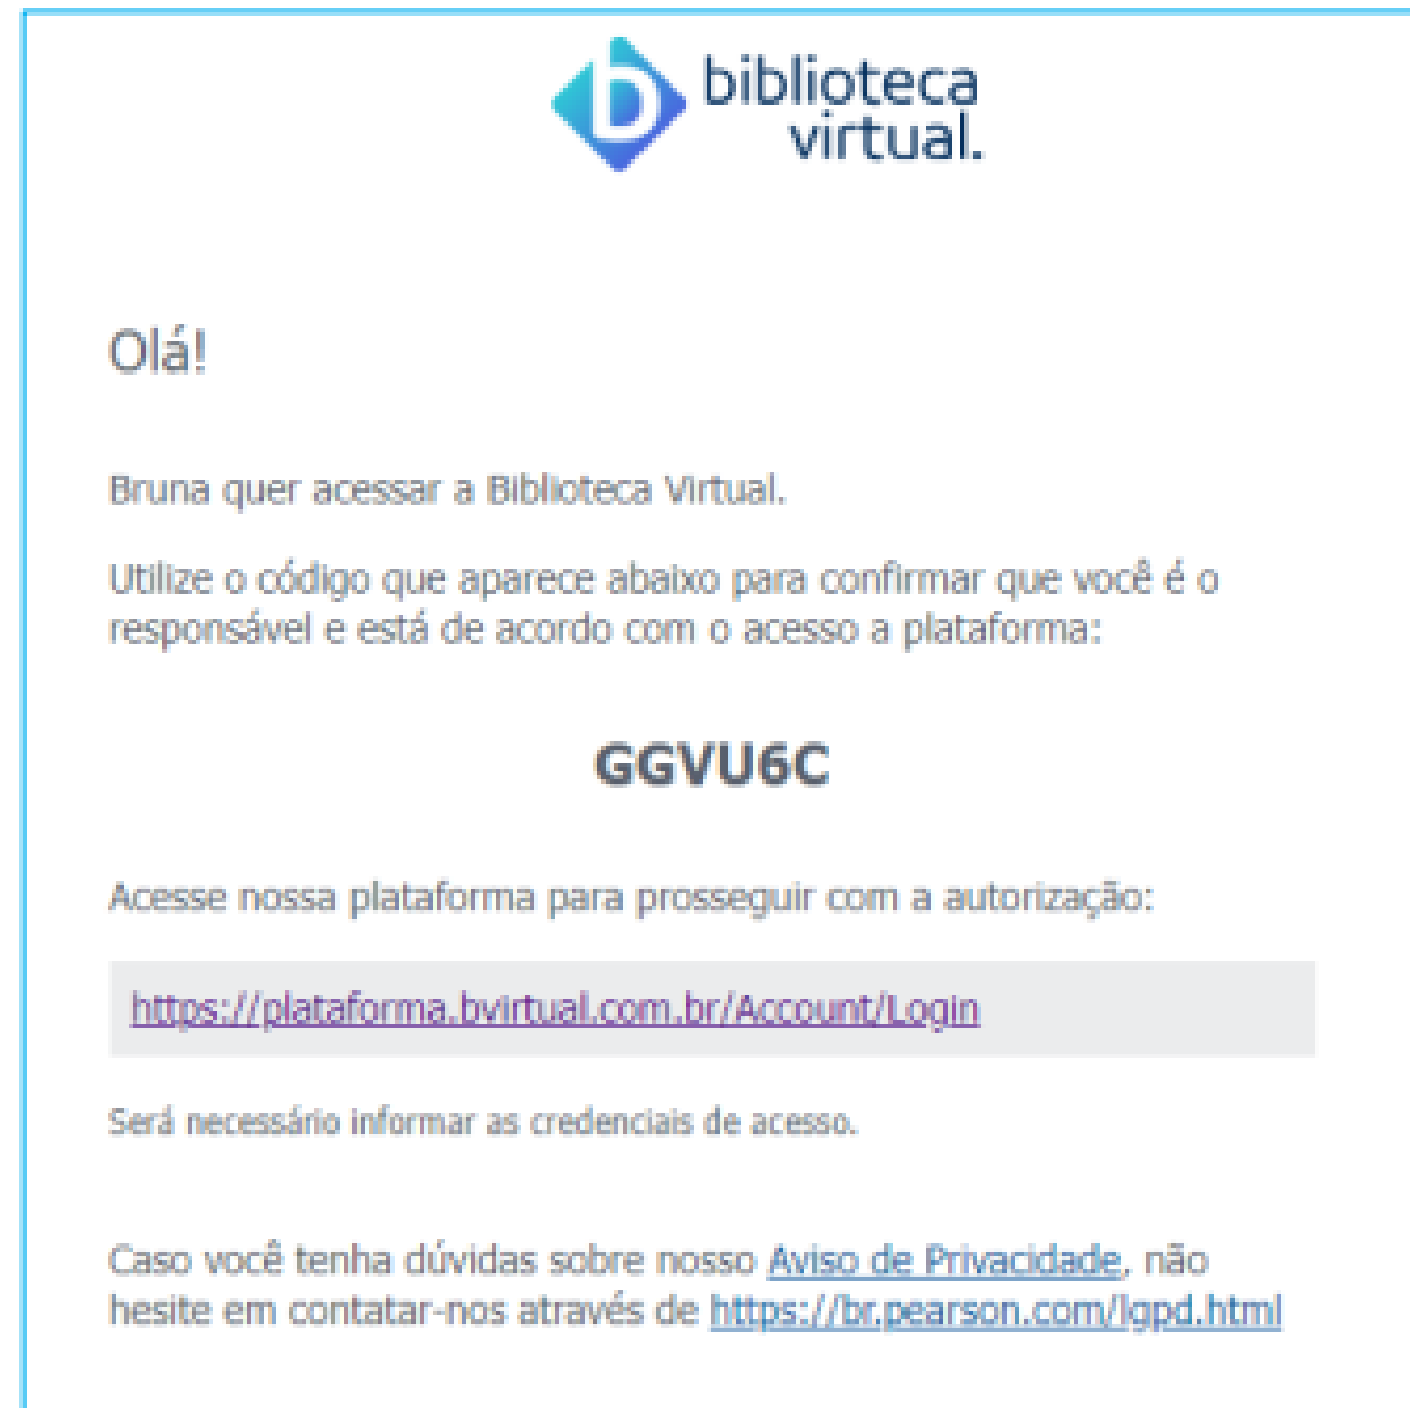 biblioteca
virtual.
Olá!
Bruna quer acessar a Biblioteca Virtual.
Utilize o código que aparece abaixo para confirmar que você é o
responsável e está de acordo com o acesso a plataforma:
GGVU6C
Acesse nossa plataforma para prosseguir com a autorização:
https://plataforma.bvirtual.com.br/Account/Login
Será necessário informar as credenciais de acesso.
Caso você tenha dúvidas sobre nosso Aviso de Privacidade, não
hesite em contatar-nos através de https://br.pearson.com/lgpd.html